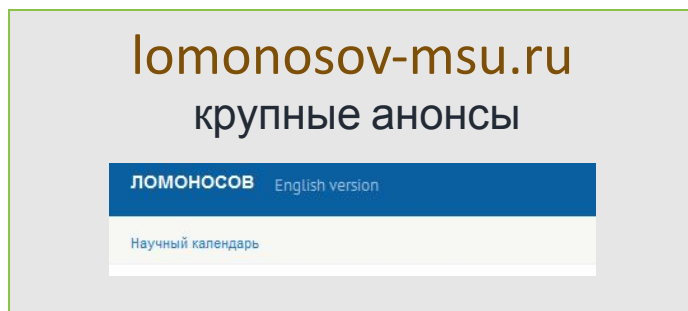 lomonosov-msu.ru
крупные анонсы
ЛОМОНОСОВ English version
Научный календарь